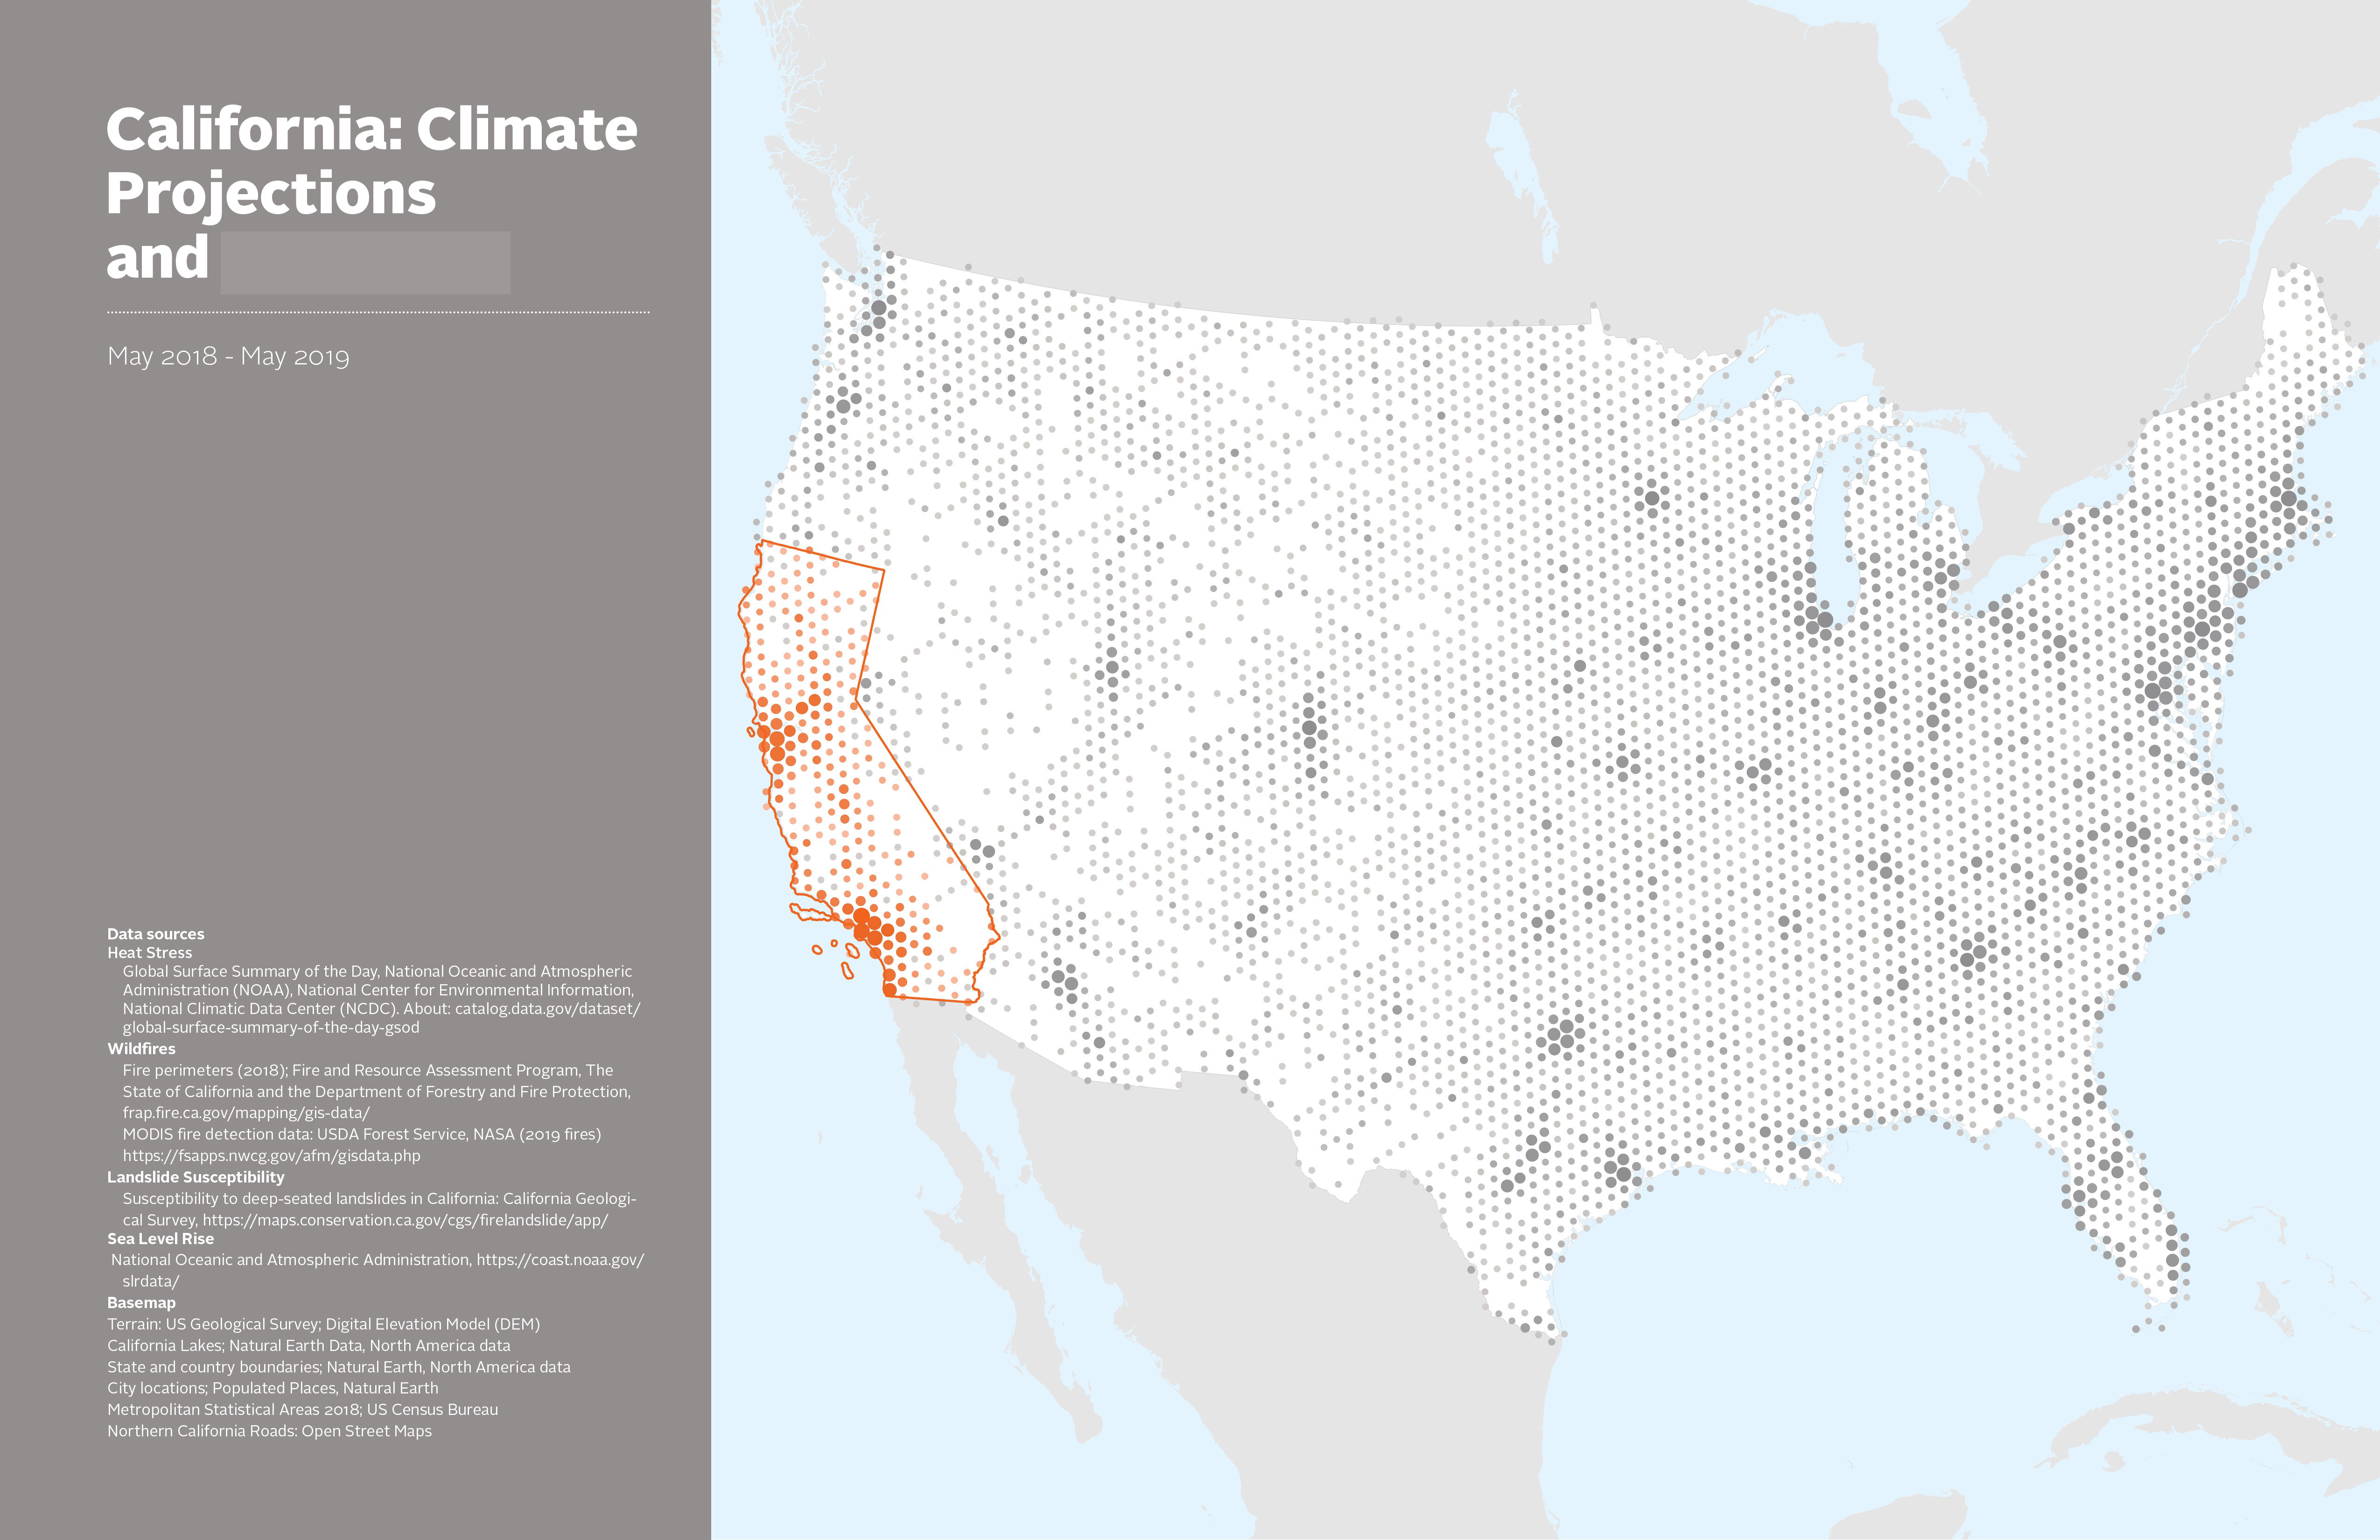 California: Climate
Projections
and
May 2018 - May 2019
Data sources
Heat Stress
Global Surface Summary of the Day, National Oceanic and Atmospheric
Administration (NOAA), National Center for Environmental Information,
National Climatic Data Center (NCDC). About: catalog.data.gov/dataset/
global-surface-summary-of-the-day-gsod
Wildfires
Fire perimeters (2018); Fire and Resource Assessment Program, The
State of California and the Department of Forestry and Fire Protection,
frap.fire.ca.gov/mapping/gis-data/
MODIS fire detection data: USDA Forest Service, NASA (2019 fires)
https://fsapps.nwcg.gov/afm/gisdata.php
Landslide Susceptibility
Susceptibility to deep-seated landslides in California: California Geologi-
cal Survey, https://maps.conservation.ca.gov/cgs/firelandslide/app/
Sea Level Rise
National Oceanic and Atmospheric Administration, https://coast.noaa.gov/
slrdata/
Basemap
Terrain: US Geological Survey; Digital Elevation Model (DEM)
California Lakes; Natural Earth Data, North America data
State and country boundaries; Natural Earth, North America data
City locations; Populated Places, Natural Earth
Metropolitan Statistical Areas 2018; US Census Bureau
Northern California Roads: Open Street Maps